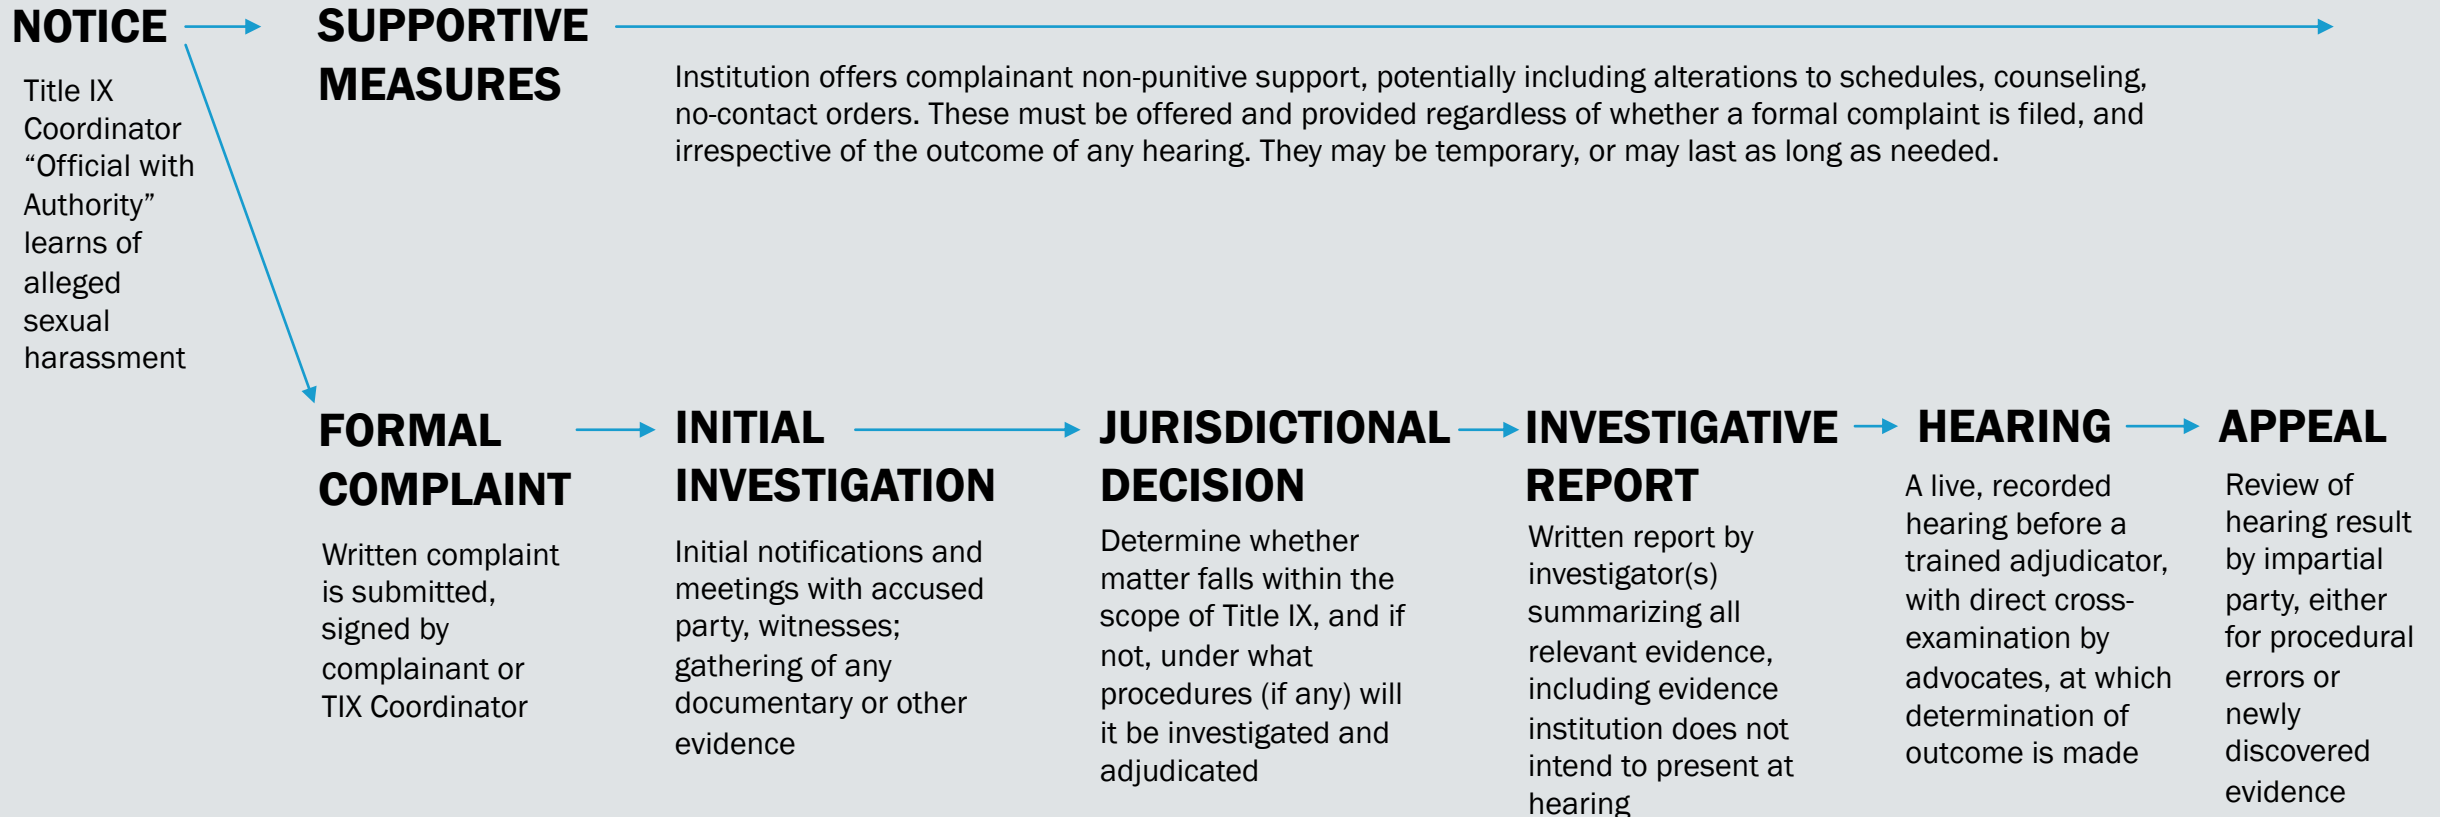 NOTICE
Title IX
Coordinator
“Official with
Authority”
learns of
alleged
sexual
harassment
SUPPORTIVE
MEASURES
Institution offers complainant non-punitive support, potentially including alterations to schedules, counseling,
no-contact orders. These must be offered and provided regardless of whether a formal complaint is filed, and
irrespective of the outcome of any hearing. They may be temporary, or may last as long as needed.
FORMAL
COMPLAINT
Written complaint
is submitted,
signed by
complainant or
TIX Coordinator
INITIAL
INVESTIGATION
Initial notifications and
meetings with accused
party, witnesses;
gathering of any
documentary or other
evidence
JURISDICTIONAL
DECISION
Determine whether
matter falls within the
scope of Title IX, and if
not, under what
procedures (if any) will
it be investigated and
adjudicated
INVESTIGATIVE
REPORT
Written report by
investigator(s)
summarizing all
relevant evidence,
including evidence
institution does not
intend to present at
hearing
HEARING
A live, recorded
hearing before a
trained adjudicator,
with direct cross-
examination by
advocates, at which
determination of
outcome is made
APPEAL
Review of
hearing result
by impartial
party, either
for procedural
errors or
newly
discovered
evidence